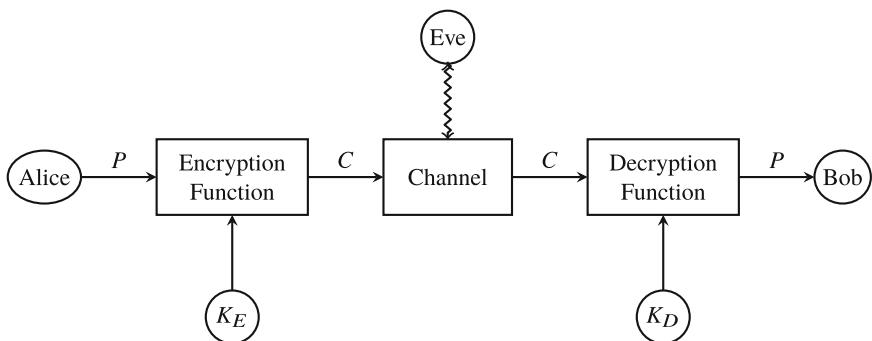 Eve
Alice
P
Encryption
Function
C
Channel
C
Decryption
Function
P
Bob
K_E
K_D